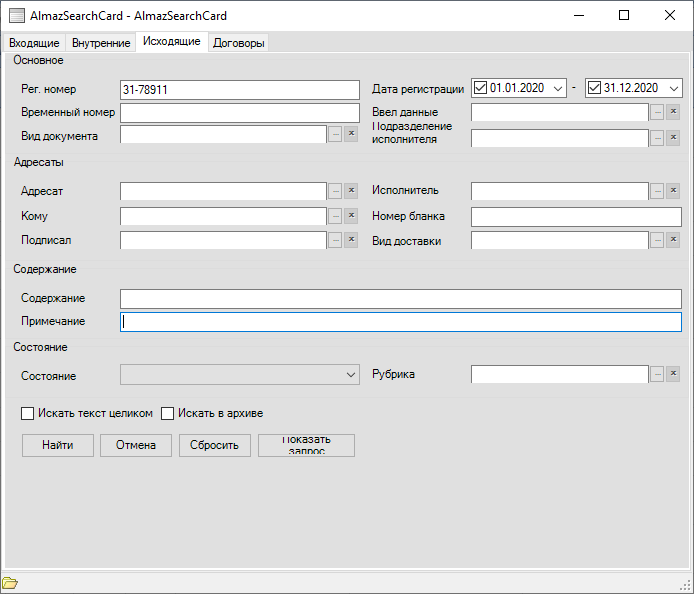 AlmazSearchCard - AlmazSearchCard
Входящие Внутренние Исходящие Договоры
Основное
Рег. номер 31-78911 Дата регистрации 01.01.2020 - 31.12.2020
Временный номер Ввел данные ... x
Вид документа ... x Подразделение
исполнителя ... x
Адресаты
Адресат ... x Исполнитель ... x
Кому ... x Номер бланка
Подписал ... x Вид доставки ... x
Содержание
Содержание
Примечание
Состояние
Состояние Рубрика ... x
Искать текст целиком Искать в архиве
Найти Отмена Сбросить Показать
запрос